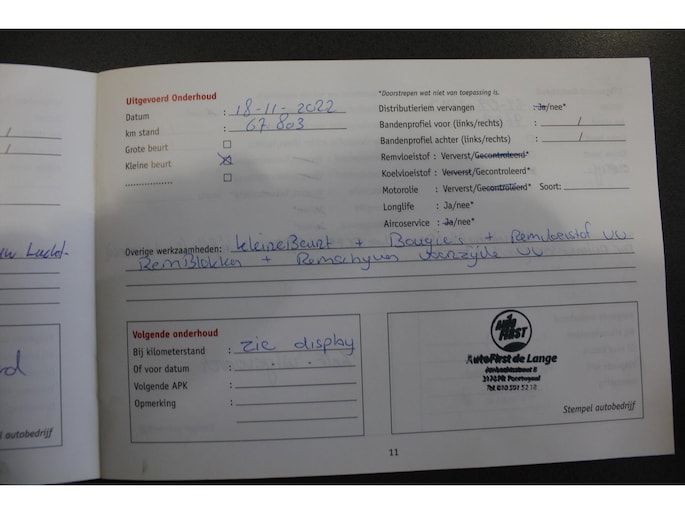 Uitgevoerd Onderhoud
Datum : 18-11-2022
km stand : 67 803
Grote beurt
Kleine beurt
.................
*Doorstrepen wat niet van toepassing is.
Distributieriem vervangen : Ja/nee*
Bandenprofiel voor (links/rechts) : /
Bandenprofiel achter (links/rechts) : /
Remvloeistof : Ververst/Gecontroleerd*
Koelvloeistof : Ververst/Gecontroleerd*
Motorolie : Ververst/Gecontroleerd* Soort:
Longlife : Ja/nee*
Aircoservice : Ja/nee*
Overige werkzaamheden: kleine Beurt + Bougie's + Remvloeistof vv
RemBlokken + Remschijven voorzijde vv
Volgende onderhoud
Bij kilometerstand : zie display
Of voor datum :
Volgende APK :
Opmerking :
AUTO
FIRST
AutoFirst de Lange
Stempel autobedrijf
11
stempel autobedrijf